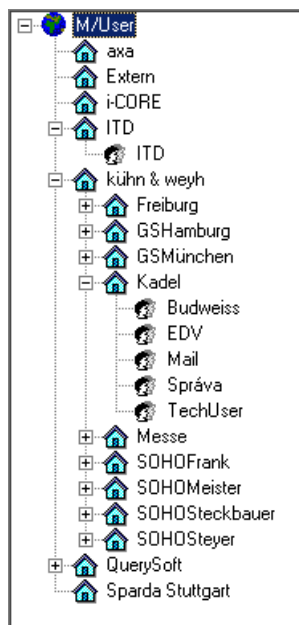 M/User
axa
Extern
i-CORE
ITD
ITD
kühn & weyh
Freiburg
GSHamburg
GSMünchen
Kadel
Budweiss
EDV
Mail
Správa
TechUser
Messe
SOHOFrank
SOHOMeister
SOHOSteckbauer
SOHOSteyer
QuerySoft
Sparda Stuttgart